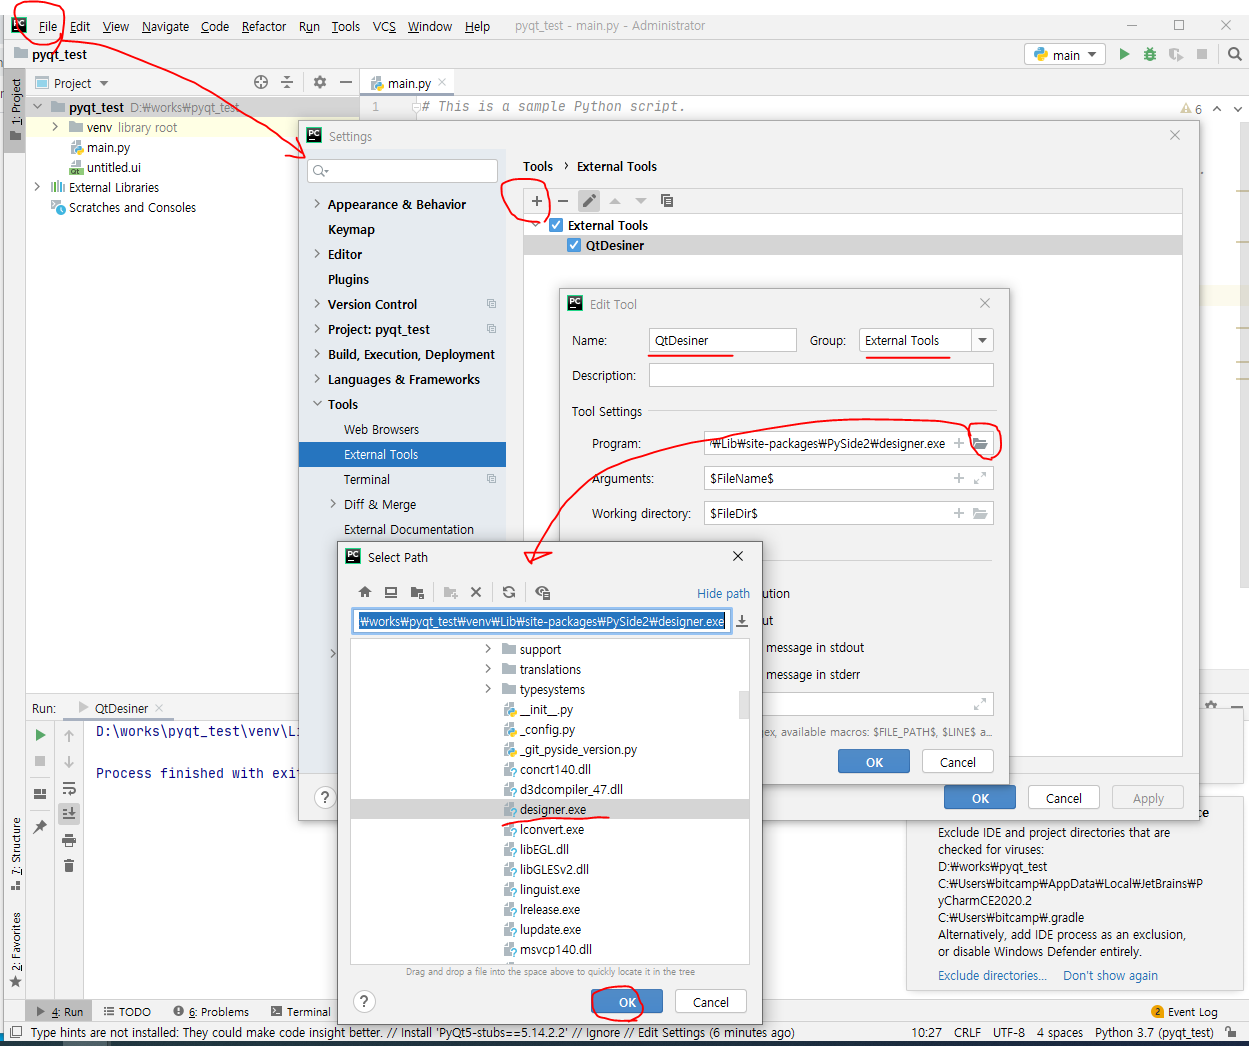 File Edit View Navigate Code Refactor Run Tools VCS Window Help pyqt_test - main.py - Administrator
pyqt_test
main
Project
main.py
1: Project
pyqt_test D:₩works₩pyqt_test
1
# This is a sample Python script.
6
venv library root
main.py
untitled.ui
External Libraries
Scratches and Consoles
Settings
Tools › External Tools
Appearance & Behavior
Keymap
Editor
Plugins
Version Control
Project: pyqt_test
Build, Execution, Deployment
Languages & Frameworks
Tools
Web Browsers
External Tools
Terminal
Diff & Merge
External Documentation
External Tools
QtDesiner
Edit Tool
Name: QtDesiner Group: External Tools
Description:
Tool Settings
Program: ₩Lib₩site-packages₩PySide2₩designer.exe
Arguments: $FileName$
Working directory: $FileDir$
ution
ut
message in stdout
message in stderr
ex, available macros: $FILE_PATH$, $LINE$ a...
OK Cancel
OK Cancel Apply
Select Path
Hide path
₩works₩pyqt_test₩venv₩Lib₩site-packages₩PySide2₩designer.exe
support
translations
typesystems
__init__.py
_config.py
_git_pyside_version.py
concrt140.dll
d3dcompiler_47.dll
designer.exe
lconvert.exe
libEGL.dll
libGLESv2.dll
linguist.exe
lrelease.exe
lupdate.exe
msvcp140.dll
Drag and drop a file into the space above to quickly locate it in the tree
? OK Cancel
?
Run: QtDesiner
D:\works\pyqt_test\venv\Li
Process finished with exi
7: Structure
2: Favorites
ce
Exclude IDE and project directories that are
checked for viruses:
D:₩works₩pyqt_test
C:₩Users₩bitcamp₩AppData₩Local₩JetBrains₩P
yCharmCE2020.2
C:₩Users₩bitcamp₩.gradle
Alternatively, add IDE process as an exclusion,
or disable Windows Defender entirely.
Exclude directories... Don't show again
4: Run TODO 6: Problems Terminal
2 Event Log
Type hints are not installed: They could make code insight better. // Install 'PyQt5-stubs==5.14.2.2' // Ignore // Edit Settings (6 minutes ago) 10:27 CRLF UTF-8 4 spaces Python 3.7 (pyqt_test)